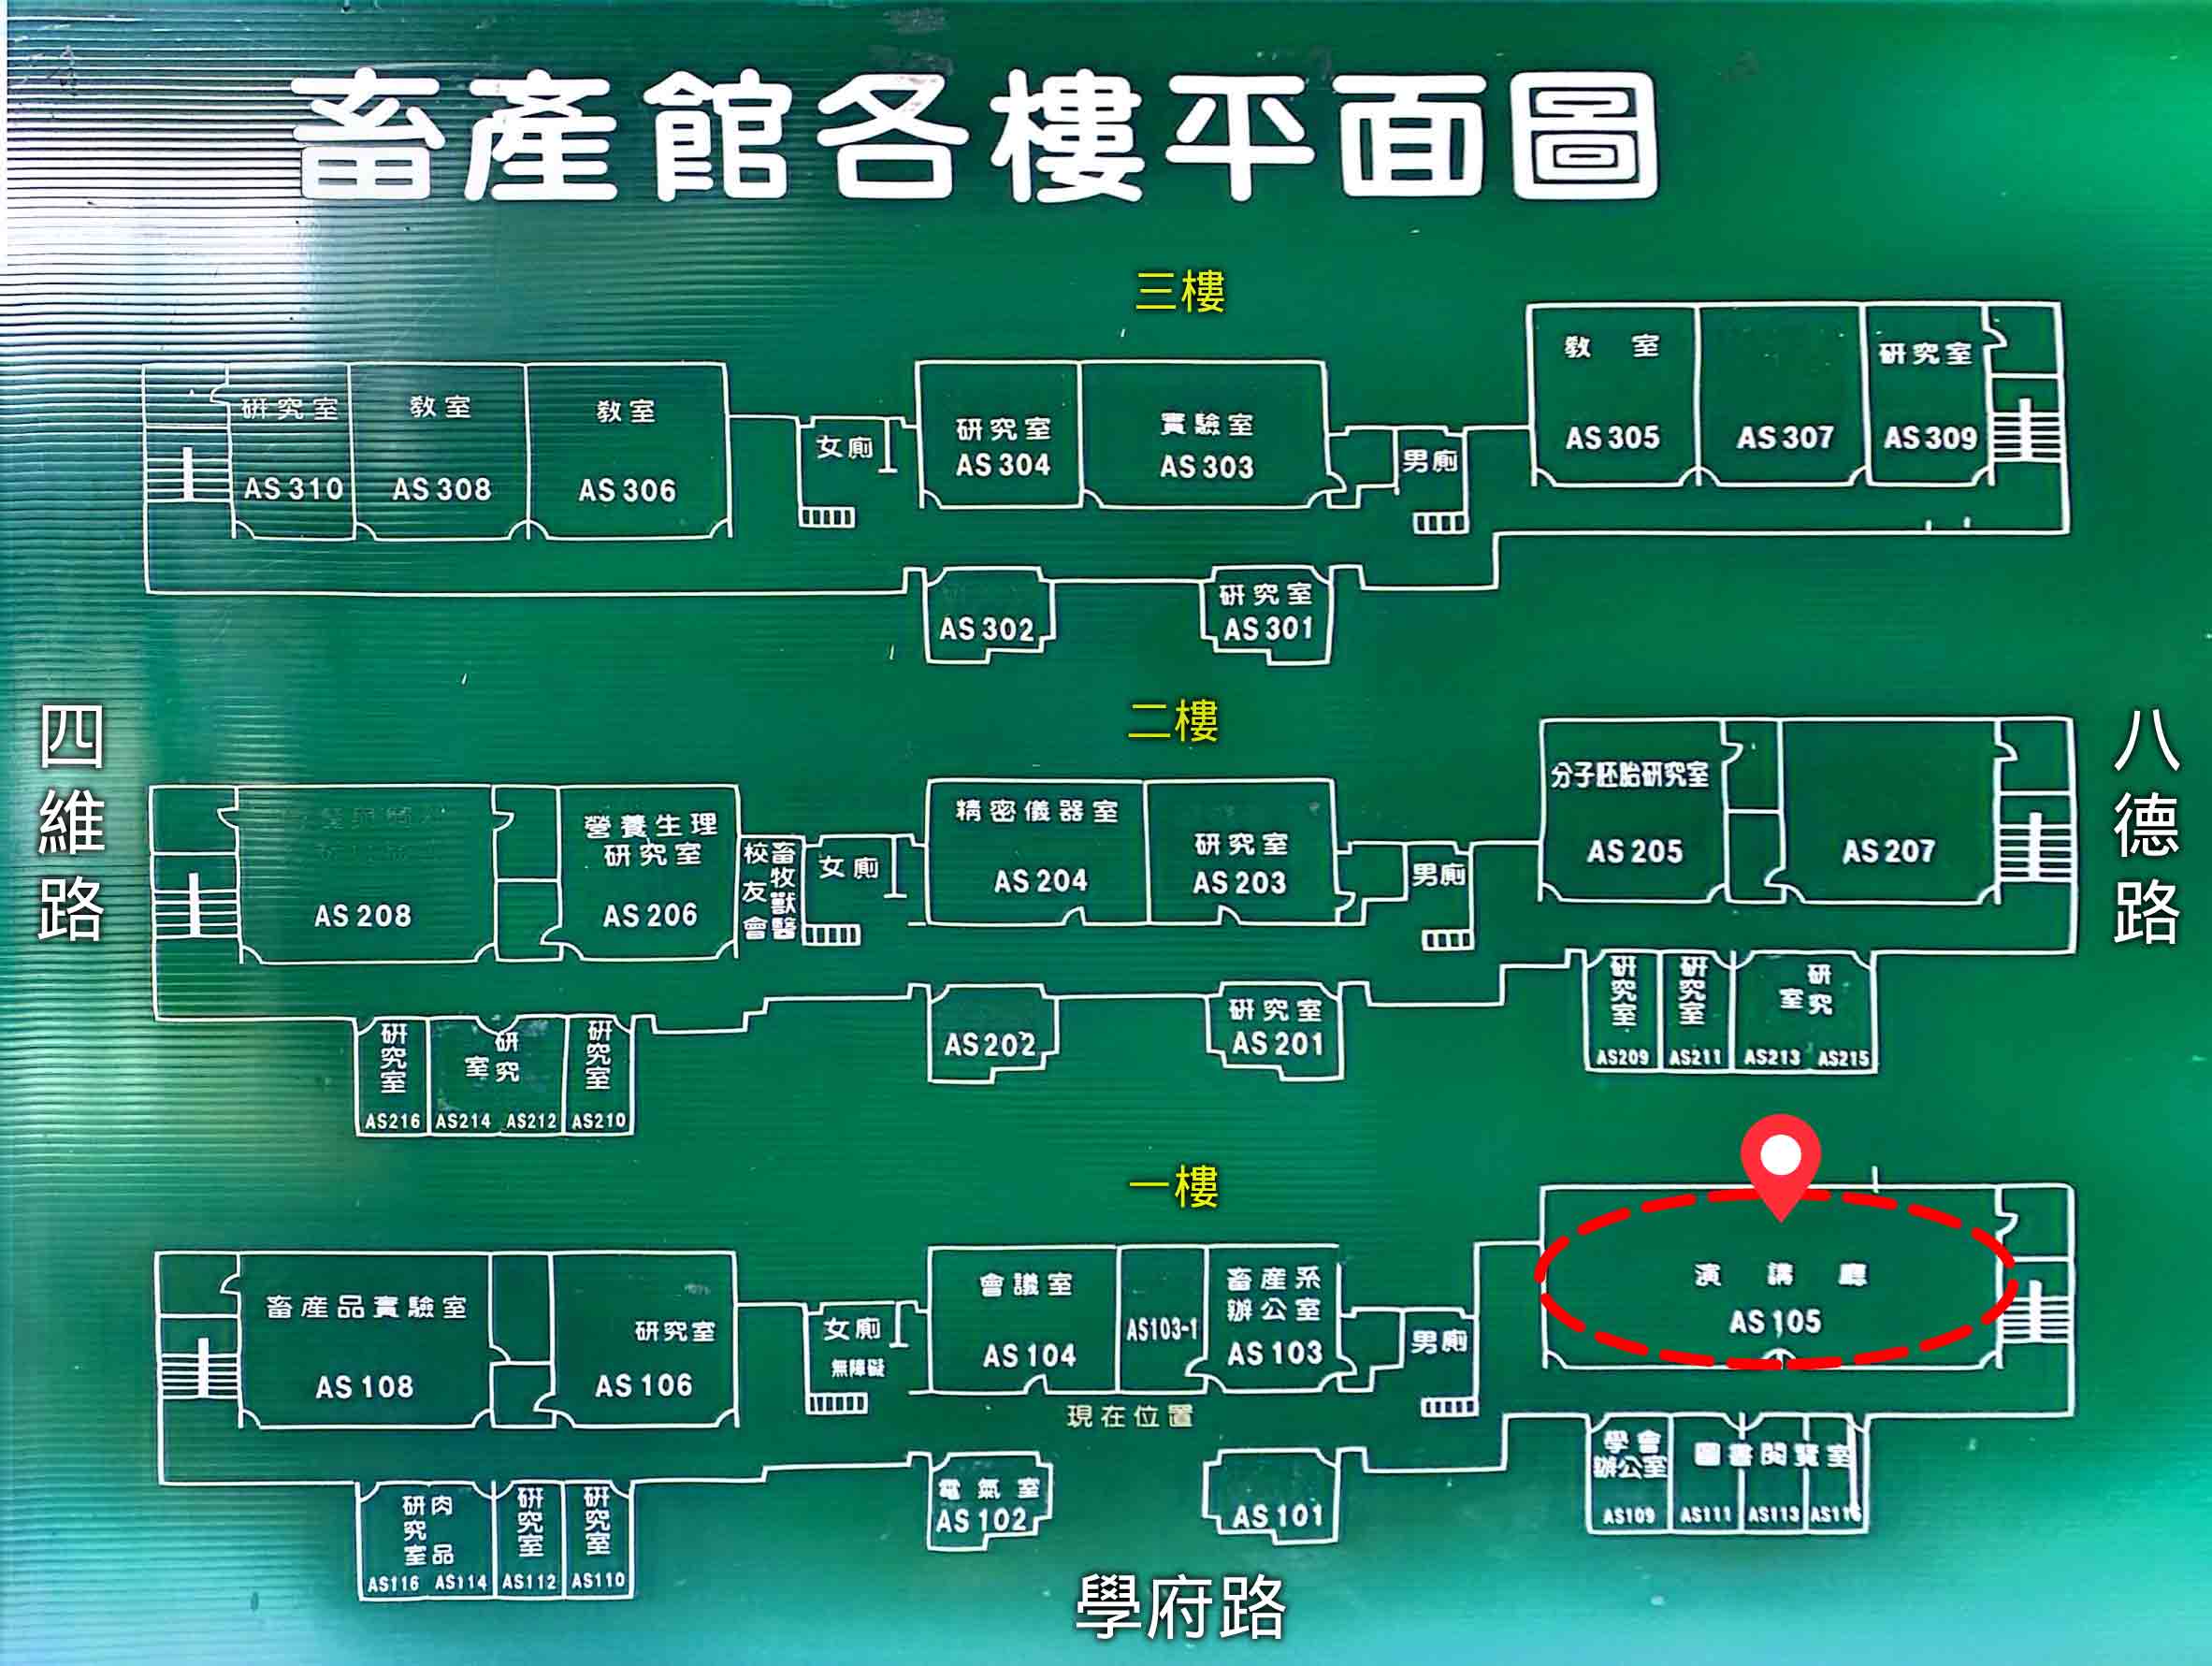 畜產館各樓平面圖
三樓
研究室
AS 310
教室
AS 308
教室
AS 306
女廁
研究室
AS 304
實驗室
AS 303
男廁
教 室
AS 305
AS 307
研究室
AS 309
AS 302
研究室
AS 301
四維路
八德路
二樓
AS 208
營養生理
研究室
AS 206
畜牧獸醫
校友會
女廁
精密儀器室
AS 204
研究室
AS 203
男廁
分子胚胎研究室
AS 205
AS 207
研究室
AS216
研究室
AS214 AS212
研究室
AS210
AS 202
研究室
AS 201
研究室
AS209
研究室
AS211
研究室
AS213 AS215
一樓
畜產品實驗室
AS 108
研究室
AS 106
女廁
無障礙
會議室
AS 104
AS103-1
畜產系
辦公室
AS 103
男廁
演 講 廳
AS 105
現在位置
肉品
研究室
AS116 AS114
研究室
AS112
研究室
AS110
電氣室
AS 102
AS 101
學會
辦公室
AS109
圖書閱覽室
AS111 AS113
學府路